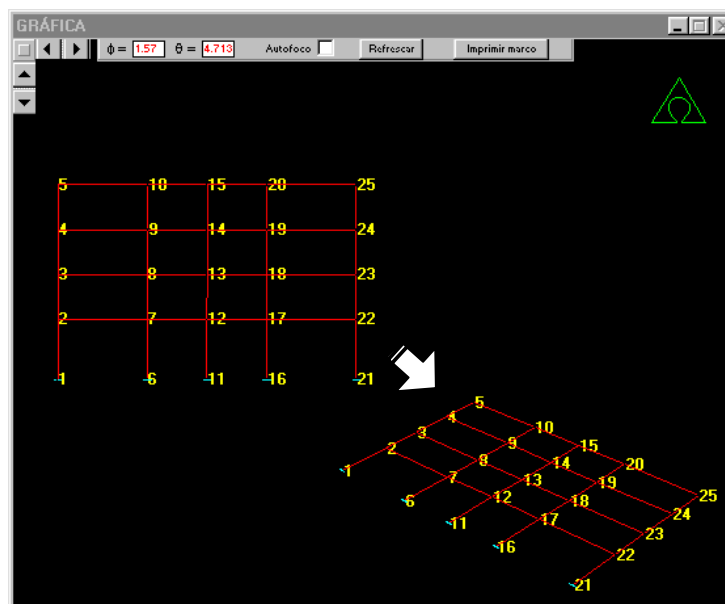 GRÁFICA
ϕ = 1.57 θ = 4.713 Autofoco Refrescar Imprimir marco
5 10 15 20 25
4 9 14 19 24
3 8 13 18 23
2 7 12 17 22
1 6 11 16 21
5
4
3 10
2 9 15
1 8 14 20
7 13 19 25
6 12 18 24
11 17 23
16 22
21